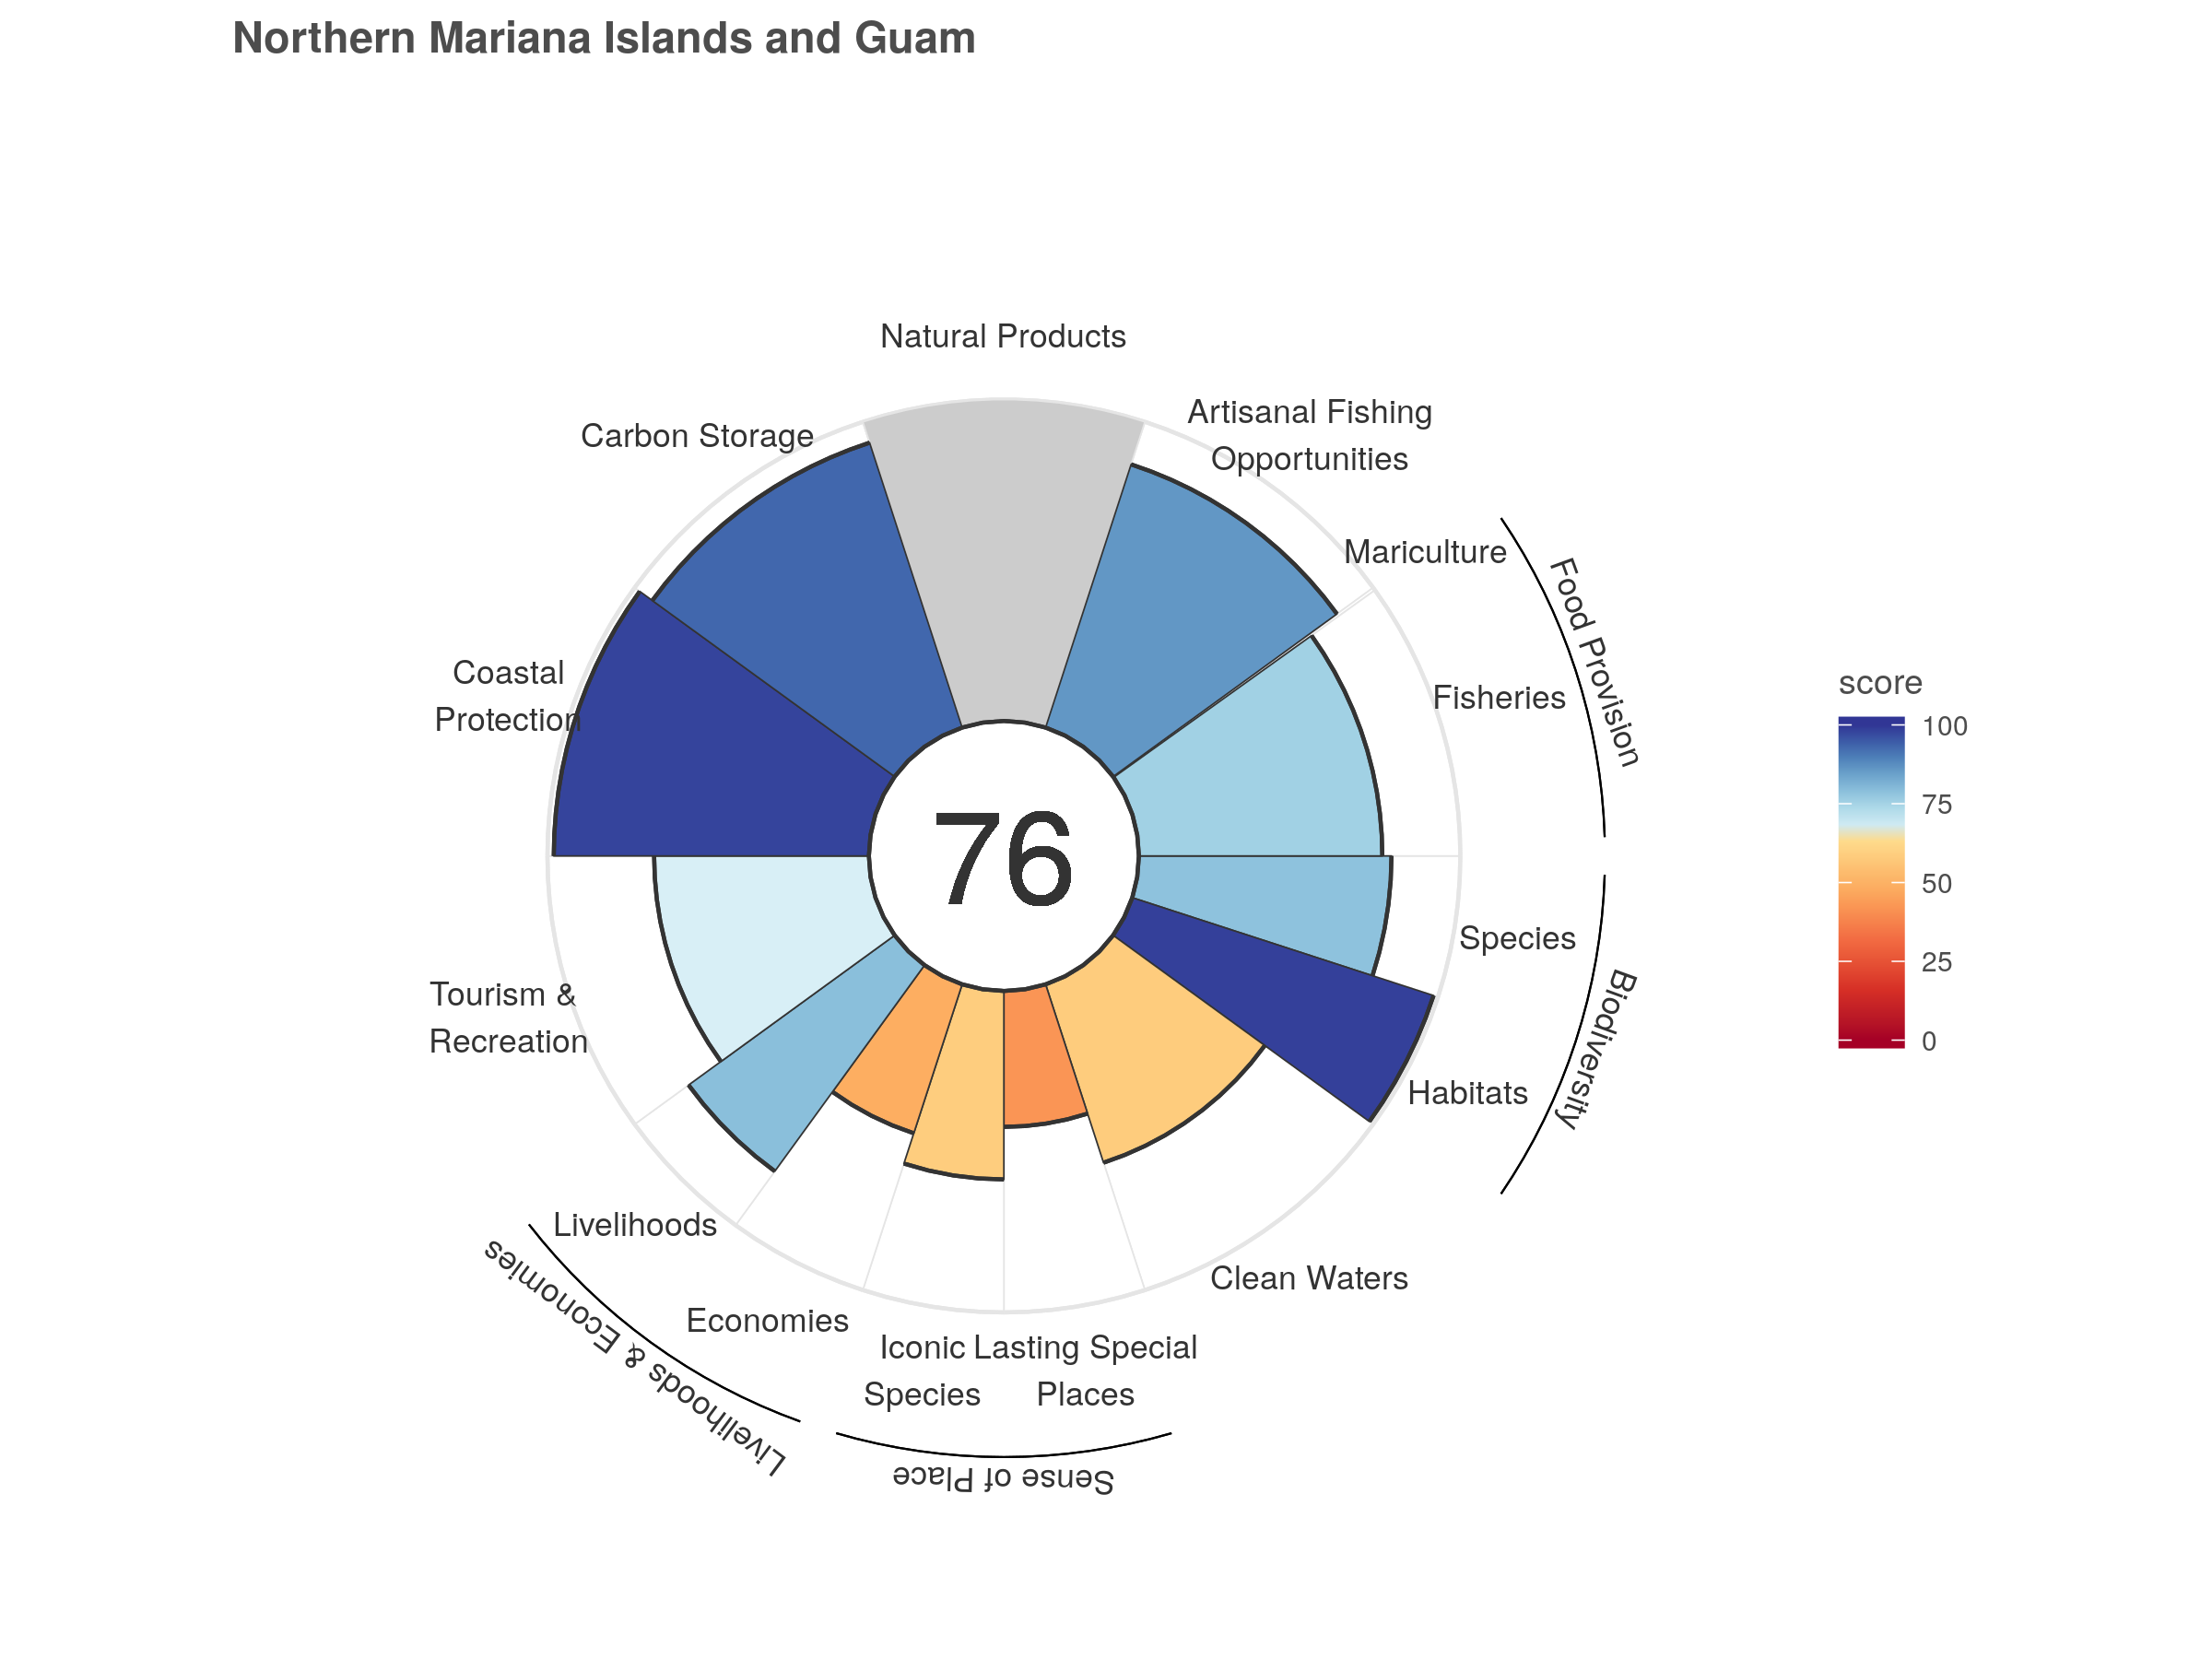 Northern Mariana Islands and Guam
Natural Products
Artisanal Fishing
Opportunities
Carbon Storage
Mariculture
Food Provision
Fisheries
Coastal
Protection
76
Species
Biodiversity
Habitats
Tourism &
Recreation
Livelihoods
Clean Waters
Economies
Iconic
Species
Lasting Special
Places
Livelihoods & Economies
Sense of Place
score
100
75
50
25
0